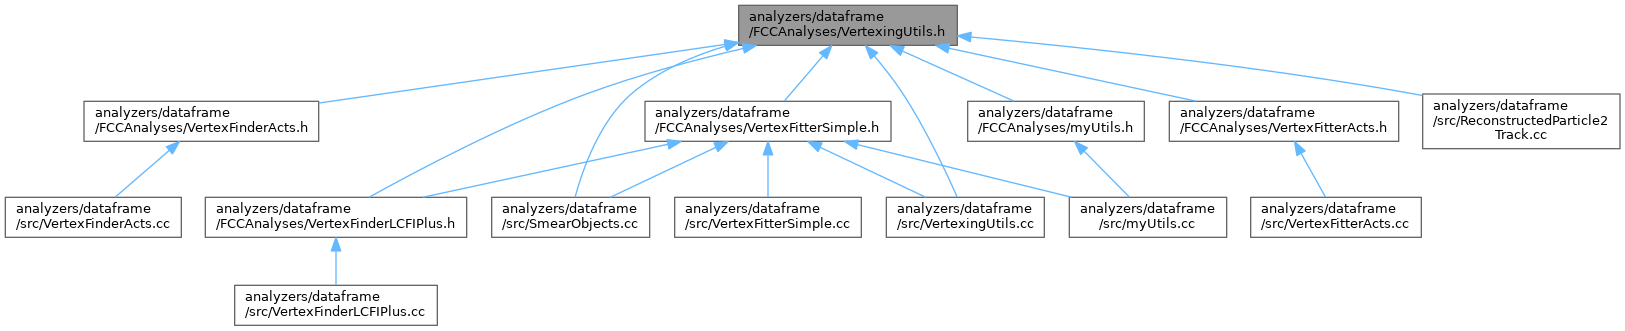 analyzers/dataframe
/FCCAnalyses/VertexingUtils.h
analyzers/dataframe
/FCCAnalyses/VertexFinderActs.h
analyzers/dataframe
/FCCAnalyses/VertexFitterSimple.h
analyzers/dataframe
/FCCAnalyses/myUtils.h
analyzers/dataframe
/FCCAnalyses/VertexFitterActs.h
analyzers/dataframe
/src/ReconstructedParticle2
Track.cc
analyzers/dataframe
/src/VertexFinderActs.cc
analyzers/dataframe
/FCCAnalyses/VertexFinderLCFIPlus.h
analyzers/dataframe
/src/SmearObjects.cc
analyzers/dataframe
/src/VertexFitterSimple.cc
analyzers/dataframe
/src/VertexingUtils.cc
analyzers/dataframe
/src/myUtils.cc
analyzers/dataframe
/src/VertexFitterActs.cc
analyzers/dataframe
/src/VertexFinderLCFIPlus.cc